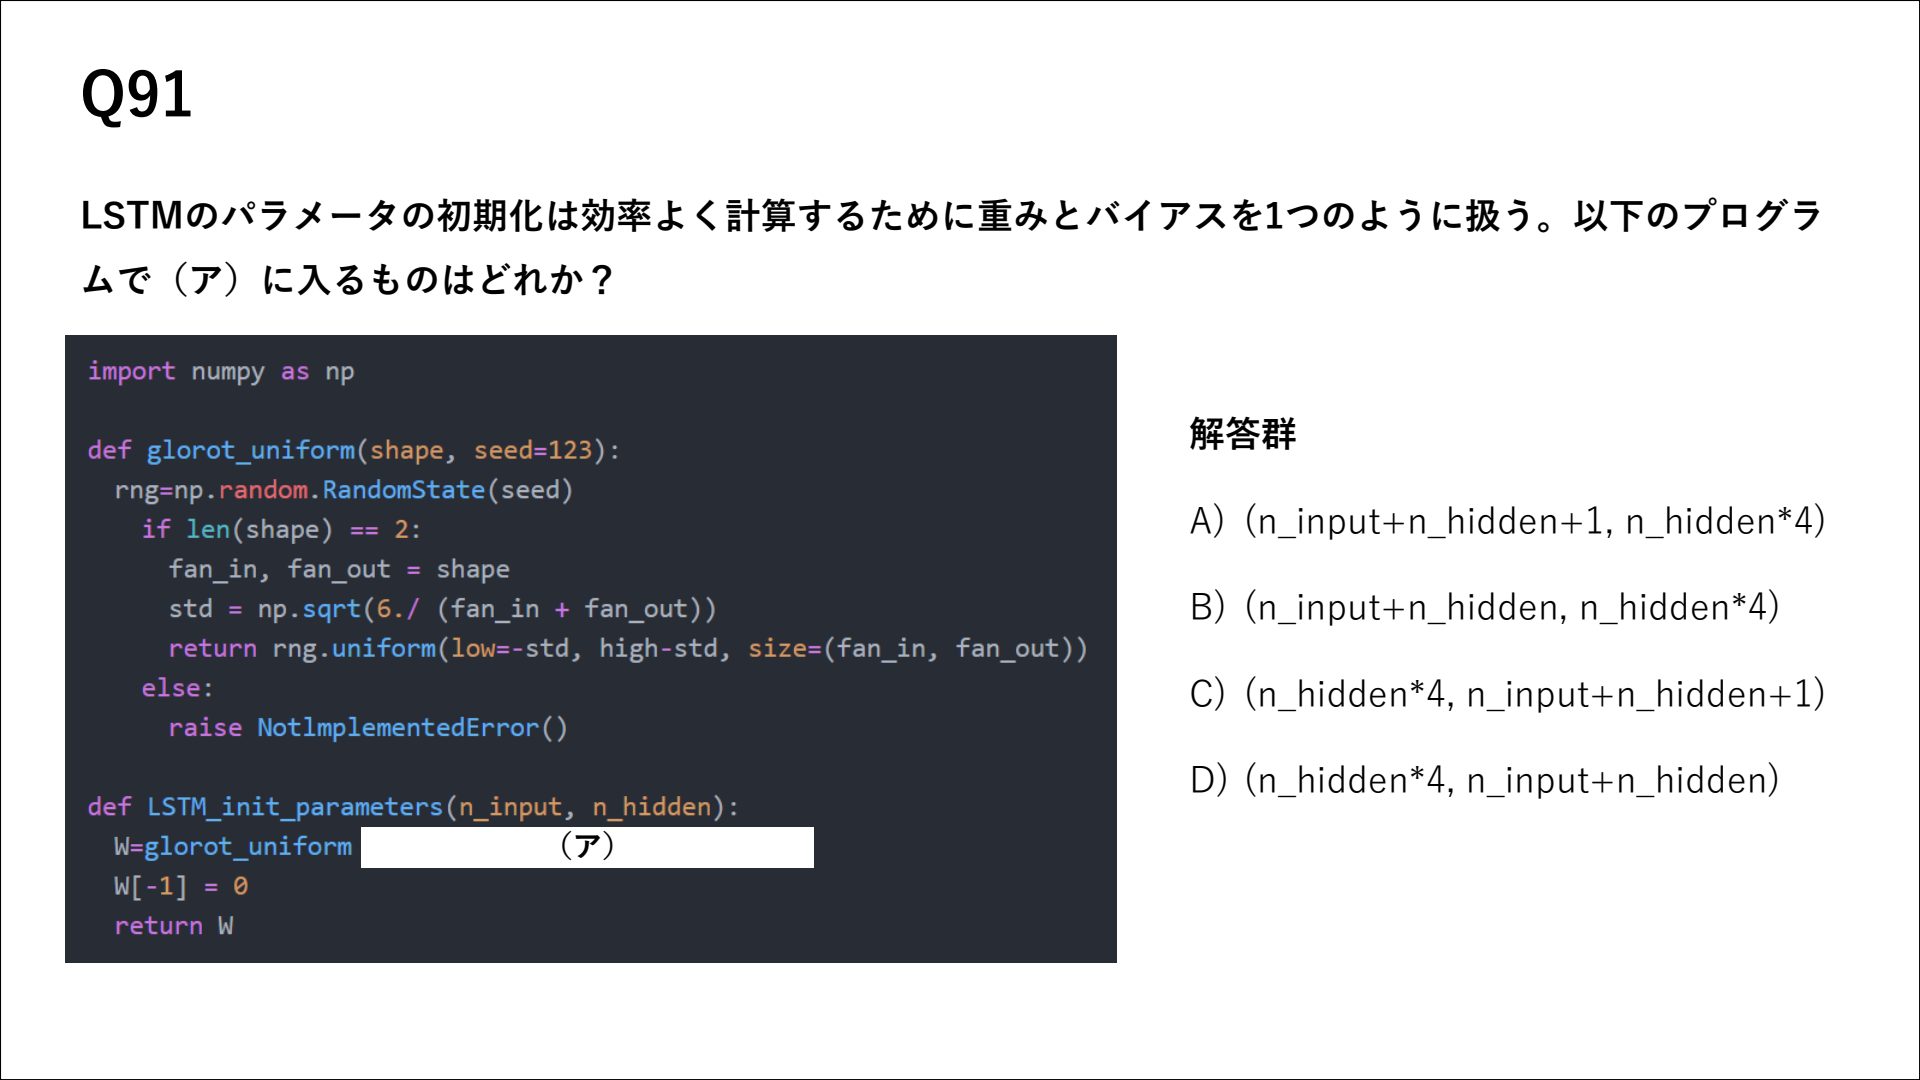 Q91
LSTMのパラメータの初期化は効率よく計算するために重みとバイアスを1つのように扱う。以下のプログラ
ムで（ア）に入るものはどれか？
import numpy as np
def glorot_uniform(shape, seed=123):
rng=np.random.RandomState(seed)
if len(shape) == 2:
fan_in, fan_out = shape
std = np.sqrt(6./ (fan_in + fan_out))
return rng.uniform(low=-std, high-std, size=(fan_in, fan_out))
else:
raise NotlmplementedError()
def LSTM_init_parameters(n_input, n_hidden):
W=glorot_uniform （ア）
W[-1] = 0
return W
解答群
A）(n_input+n_hidden+1, n_hidden*4)
B）(n_input+n_hidden, n_hidden*4)
C）(n_hidden*4, n_input+n_hidden+1)
D）(n_hidden*4, n_input+n_hidden)